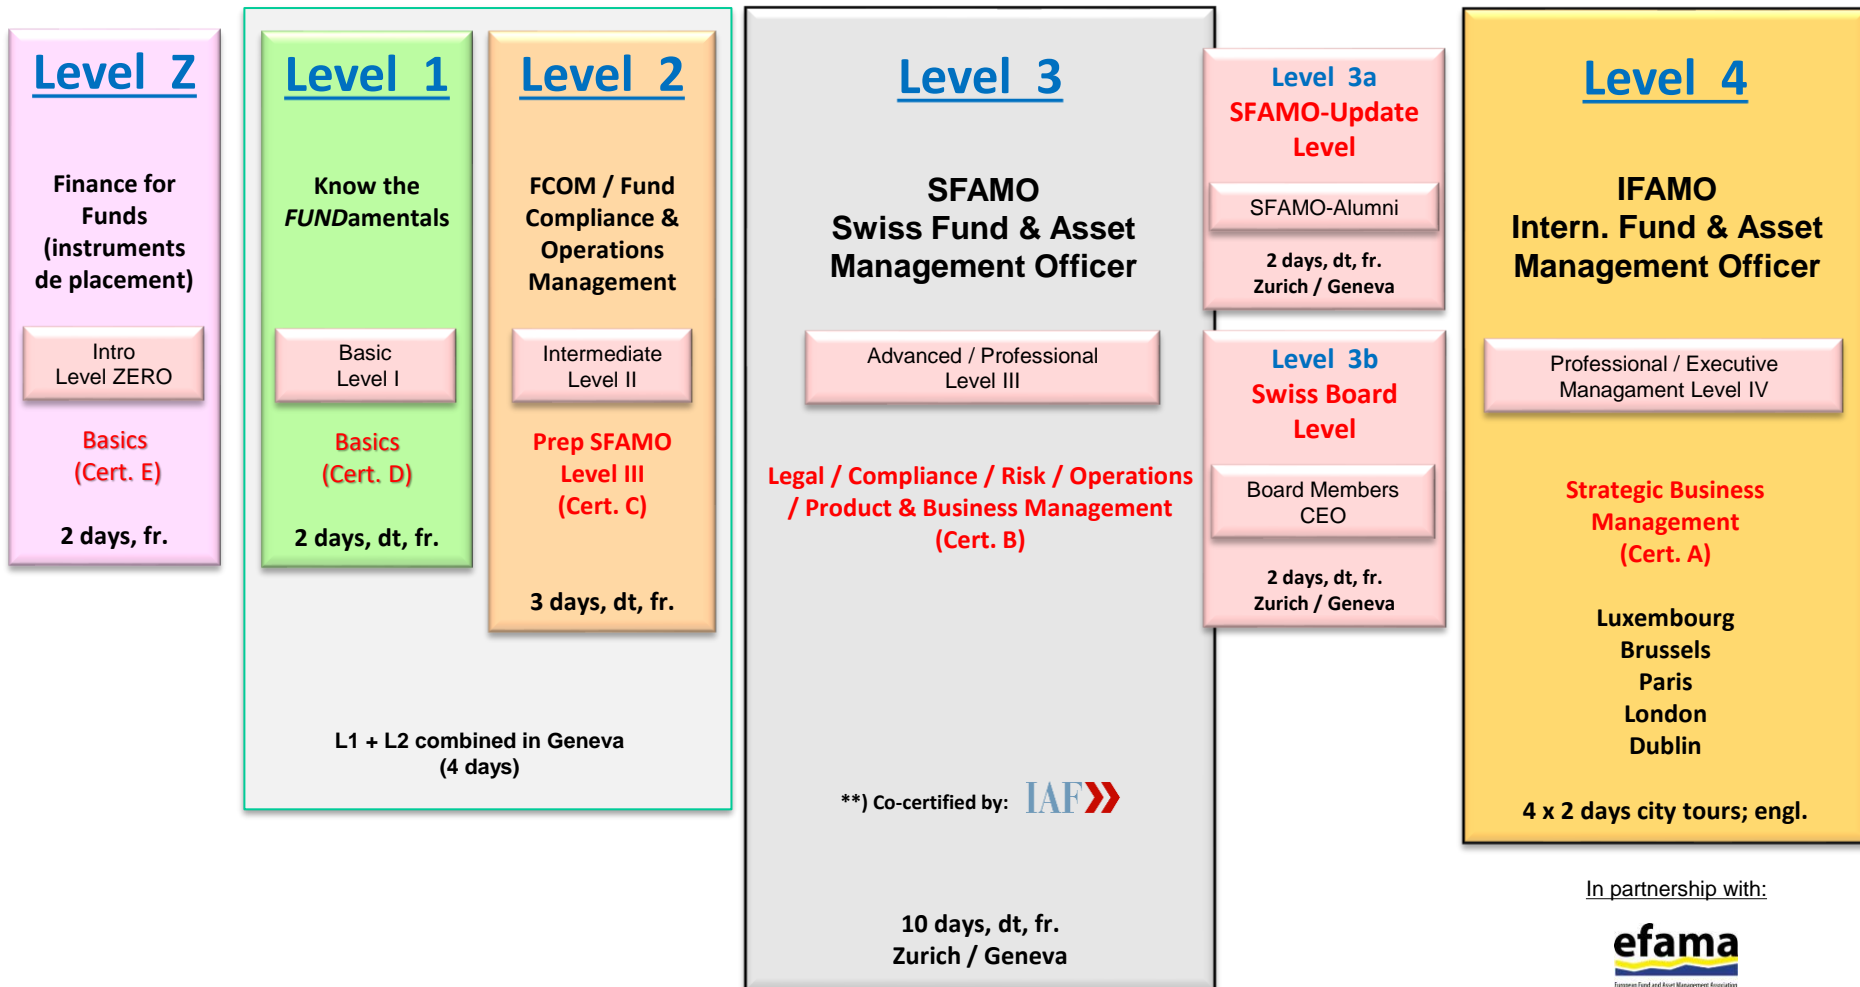 Level Z
Finance for
Funds
(instruments
de placement)
Intro
Level ZERO
Basics
(Cert. E)
2 days, fr.
Level 1
Know the
FUNDamentals
Basic
Level I
Basics
(Cert. D)
2 days, dt, fr.
Level 2
FCOM / Fund
Compliance &
Operations
Management
Intermediate
Level II
Prep SFAMO
Level III
(Cert. C)
3 days, dt, fr.
L1 + L2 combined in Geneva
(4 days)
Level 3
SFAMO
Swiss Fund & Asset
Management Officer
Advanced / Professional
Level III
Legal / Compliance / Risk / Operations
/ Product & Business Management
(Cert. B)
**) Co-certified by:
IAF
10 days, dt, fr.
Zurich / Geneva
Level 3a
SFAMO-Update
Level
SFAMO-Alumni
2 days, dt, fr.
Zurich / Geneva
Level 3b
Swiss Board
Level
Board Members
CEO
2 days, dt, fr.
Zurich / Geneva
Level 4
IFAMO
Intern. Fund & Asset
Management Officer
Professional / Executive
Managament Level IV
Strategic Business
Management
(Cert. A)
Luxembourg
Brussels
Paris
London
Dublin
4 x 2 days city tours; engl.
In partnership with:
efama
European Fund and Asset Management Association